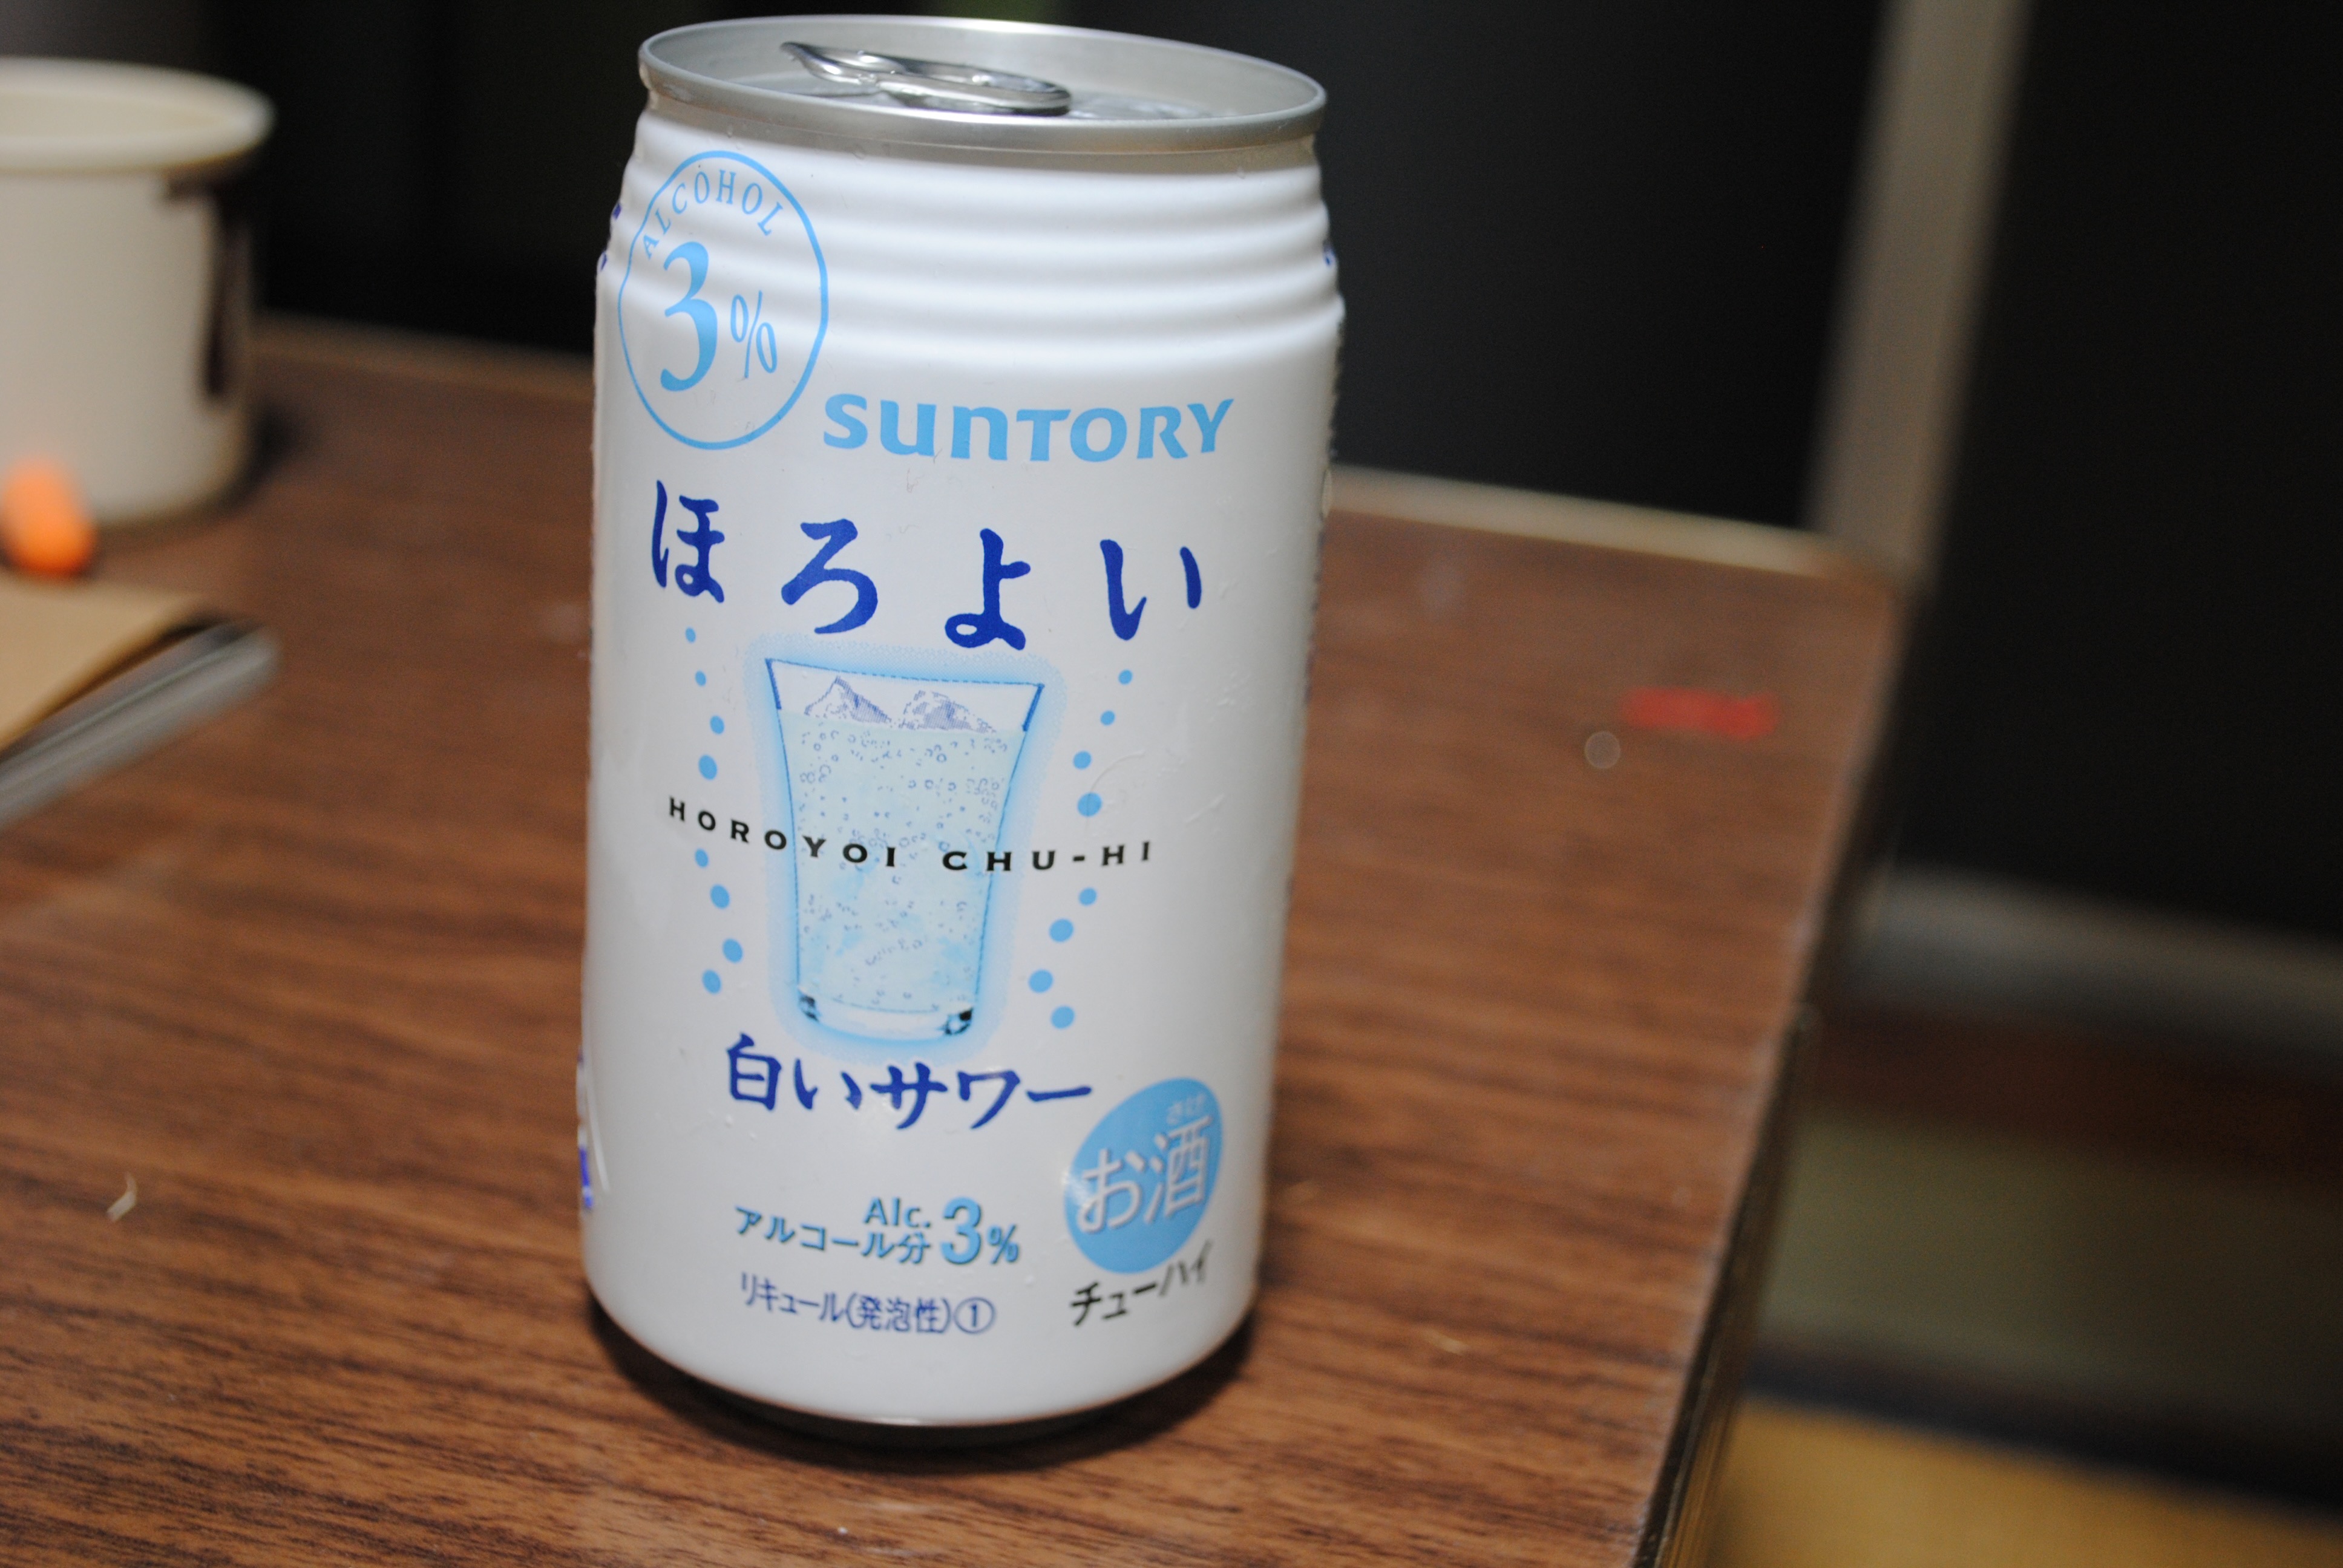 ALCOHOL
3%
SUNTORY
ほろよい
HOROYOI CHU-HI
白いサワー
さけ
お酒
Alc.
アルコール分3%
チューハイ
リキュール(発泡性)①